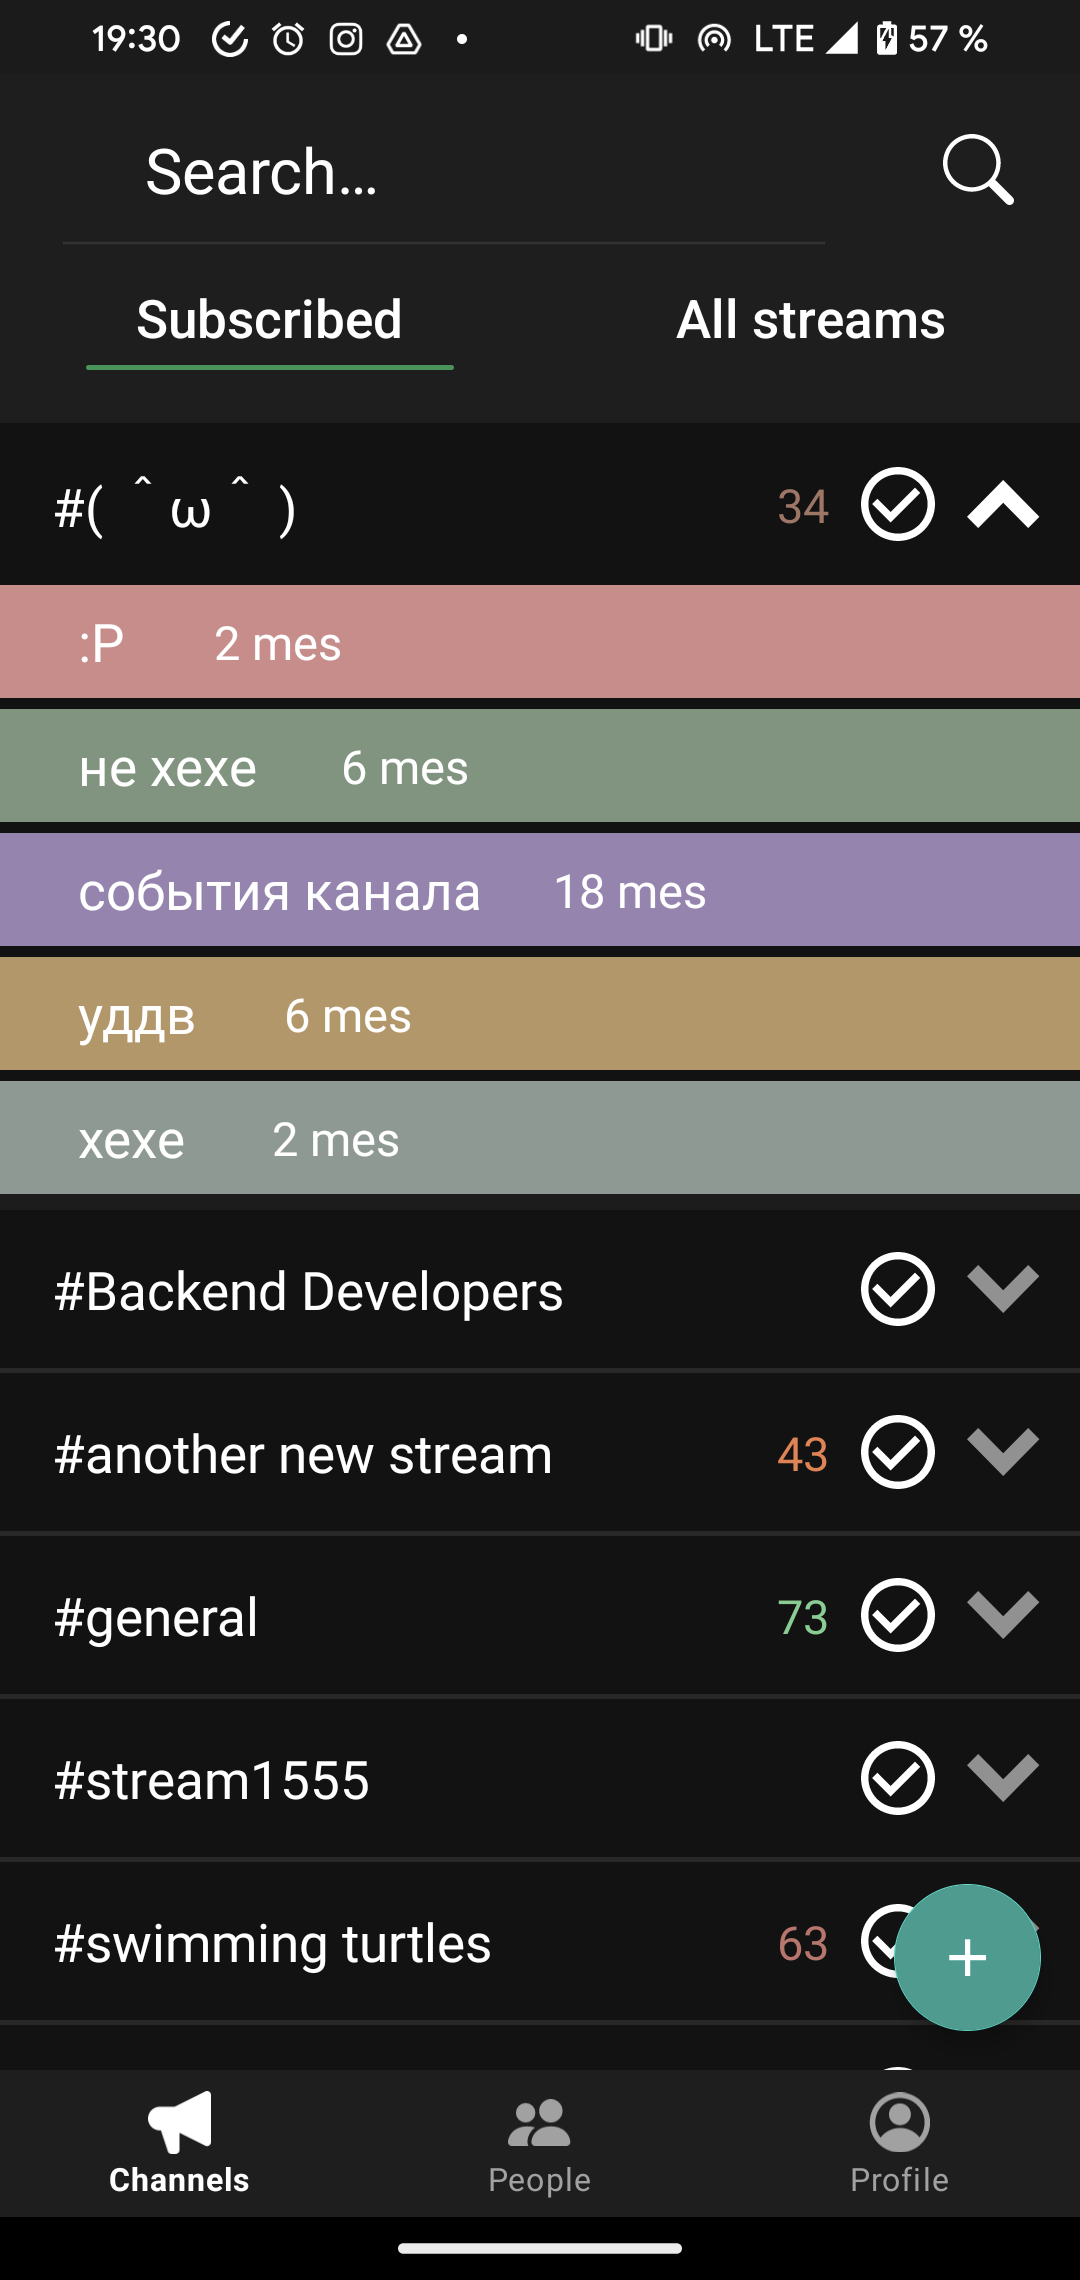 19:30 LTE 57 %
Search...
Subscribed All streams
#( ＾ω＾ ) 34
:P 2 mes
не хехе 6 mes
события канала 18 mes
уддв 6 mes
хехе 2 mes
#Backend Developers
#another new stream 43
#general 73
#stream1555
#swimming turtles 63
+
Channels People Profile